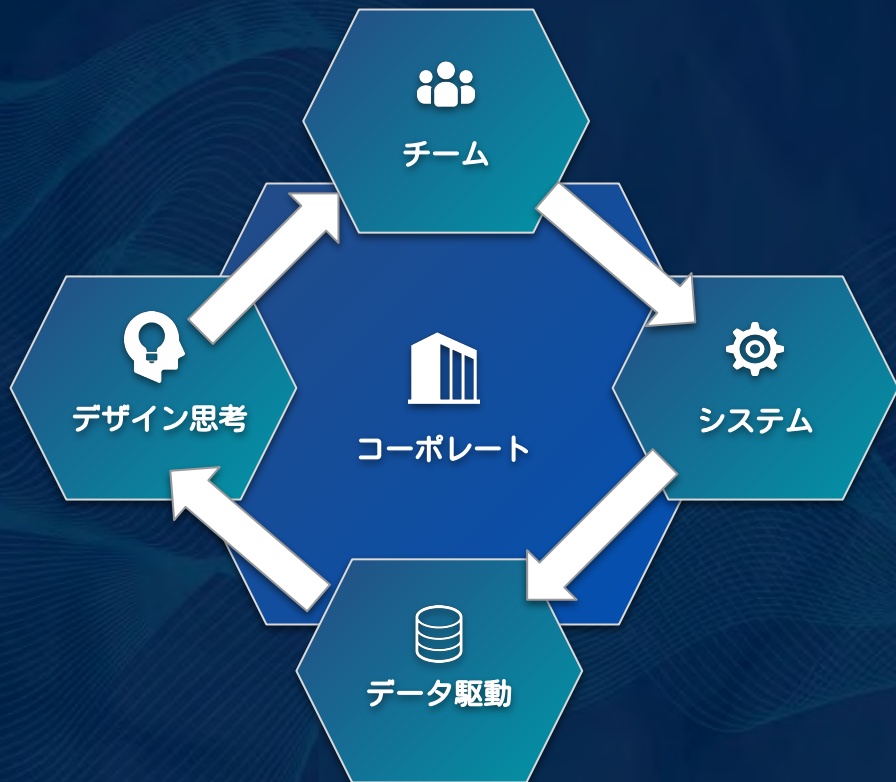 チーム
デザイン思考
システム
コーポレート
データ駆動